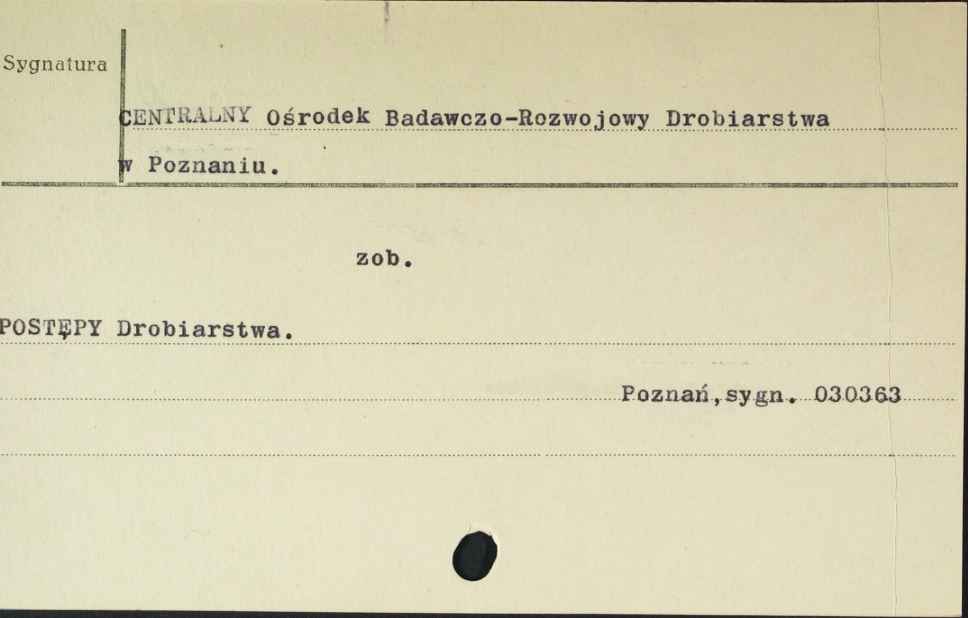 Sygnatura
CENTRALNY Ośrodek Badawczo-Rozwojowy Drobiarstwa
w Poznaniu.
zob.
POSTĘPY Drobiarstwa.
Poznań,sygn. 030363